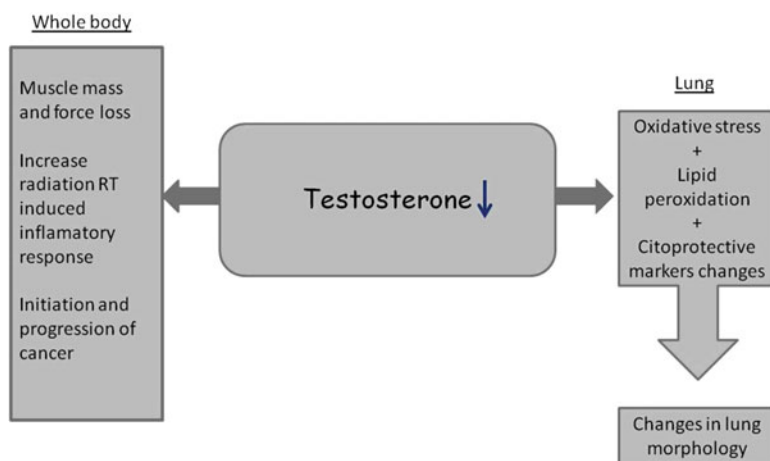 Whole body
Muscle mass
and force loss
Increase
radiation RT
induced
inflamatory
response
Initiation and
progression of
cancer
Testosterone↓
Lung
Oxidative stress
+
Lipid
peroxidation
+
Citoprotective
markers changes
Changes in lung
morphology